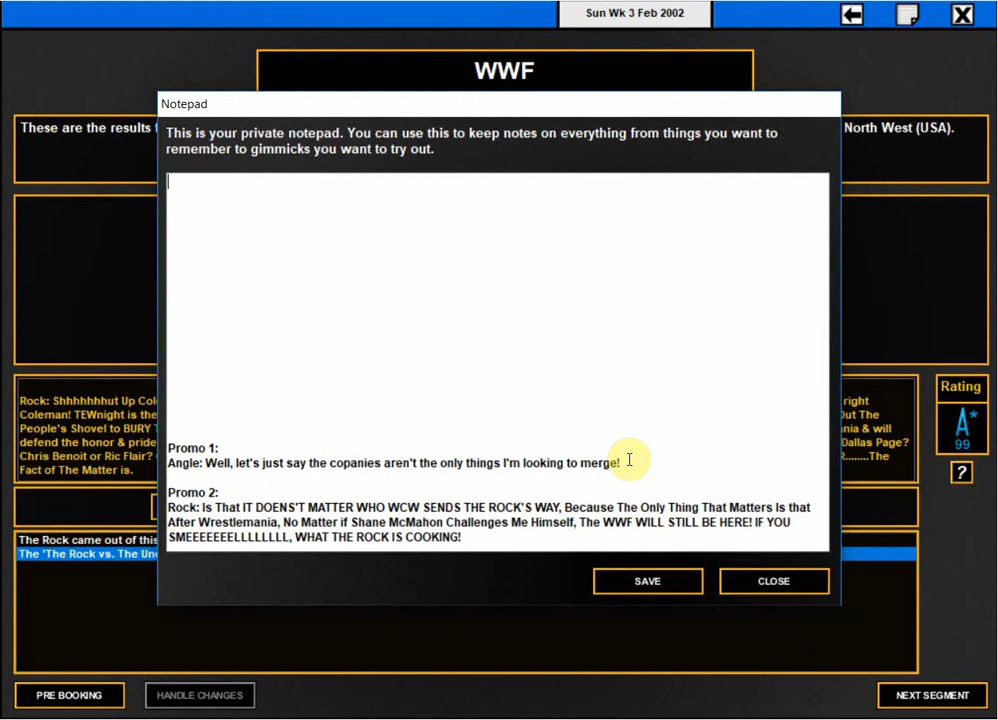 Sun Wk 3 Feb 2002
WWF
Notepad
This is your private notepad. You can use this to keep notes on everything from things you want to
remember to gimmicks you want to try out.
These are the results
North West (USA).
Promo 1:
Angle: Well, let's just say the copanies aren't the only things I'm looking to merge!
Promo 2:
Rock: Is That IT DOENS'T MATTER WHO WCW SENDS THE ROCK'S WAY, Because The Only Thing That Matters Is that
After Wrestlemania, No Matter if Shane McMahon Challenges Me Himself, The WWF WILL STILL BE HERE! IF YOU
SMEEEEEEELLLLLLLL, WHAT THE ROCK IS COOKING!
SAVE
CLOSE
Rock: Shhhhhhhut Up
Coleman! TEWnight is the
People's Shovel to BURY
defend the honor & pride
Chris Benoit or Ric Flair?
Fact of The Matter is.
right
But The
nia & will
Dallas Page?
R........The
Rating
A*
99
?
The Rock came out of this
The 'The Rock vs. The
PRE BOOKING
HANDLE CHANGES
NEXT SEGMENT